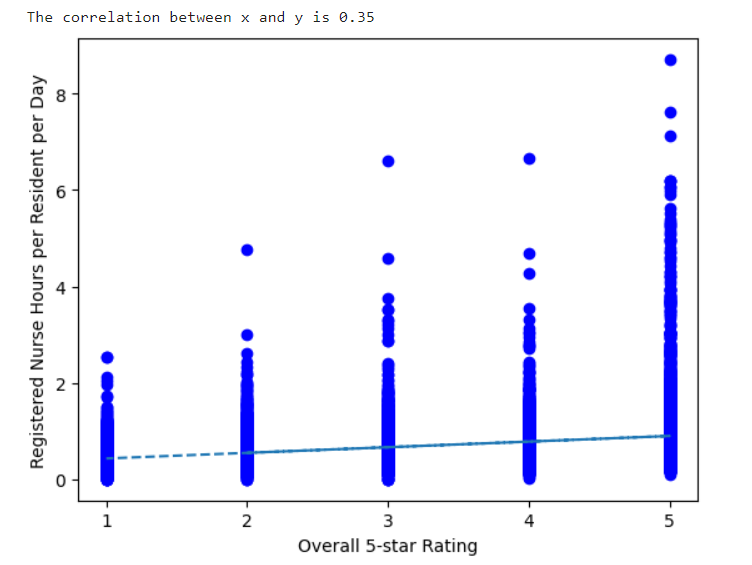 The correlation between x and y is 0.35
Registered Nurse Hours per Resident per Day
8
6
4
2
0
1 2 3 4 5
Overall 5-star Rating